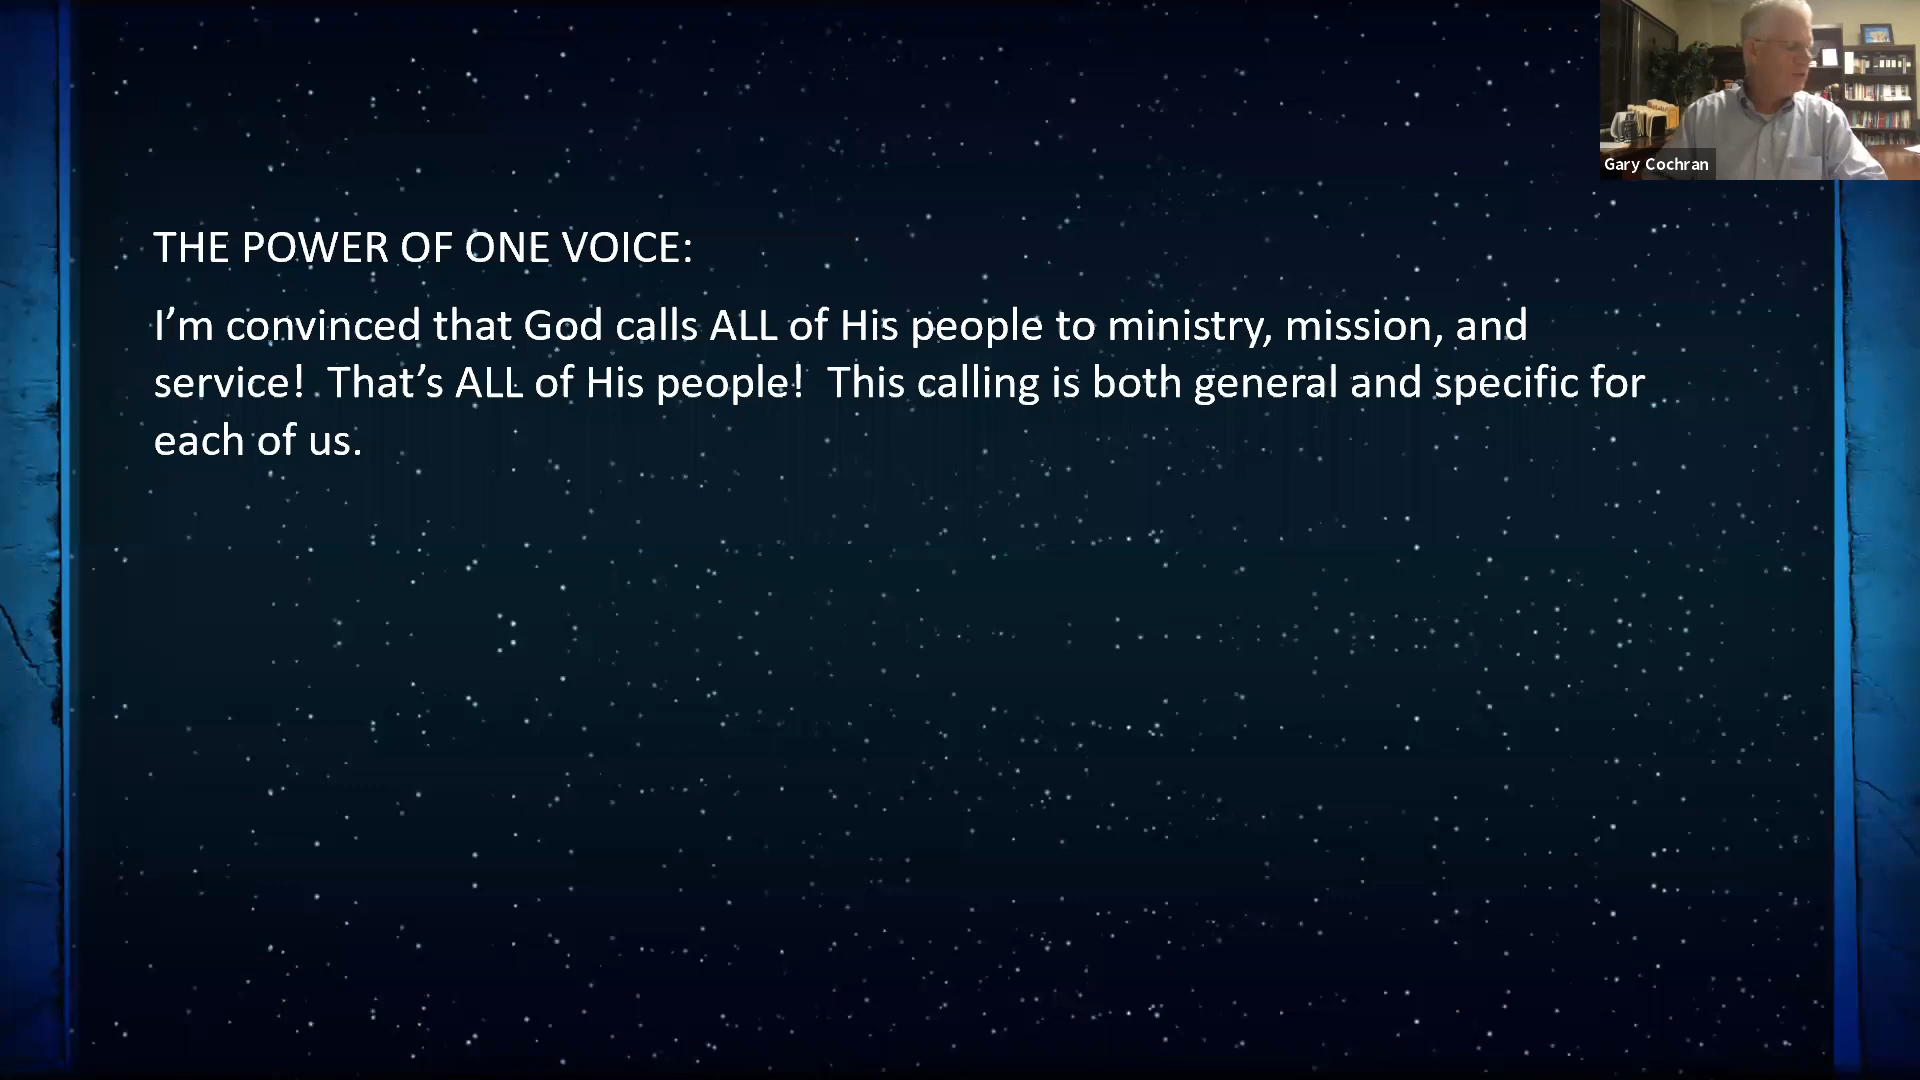 Gary Cochran
THE POWER OF ONE VOICE:
I’m convinced that God calls ALL of His people to ministry, mission, and
service!  That’s ALL of His people!  This calling is both general and specific for
each of us.